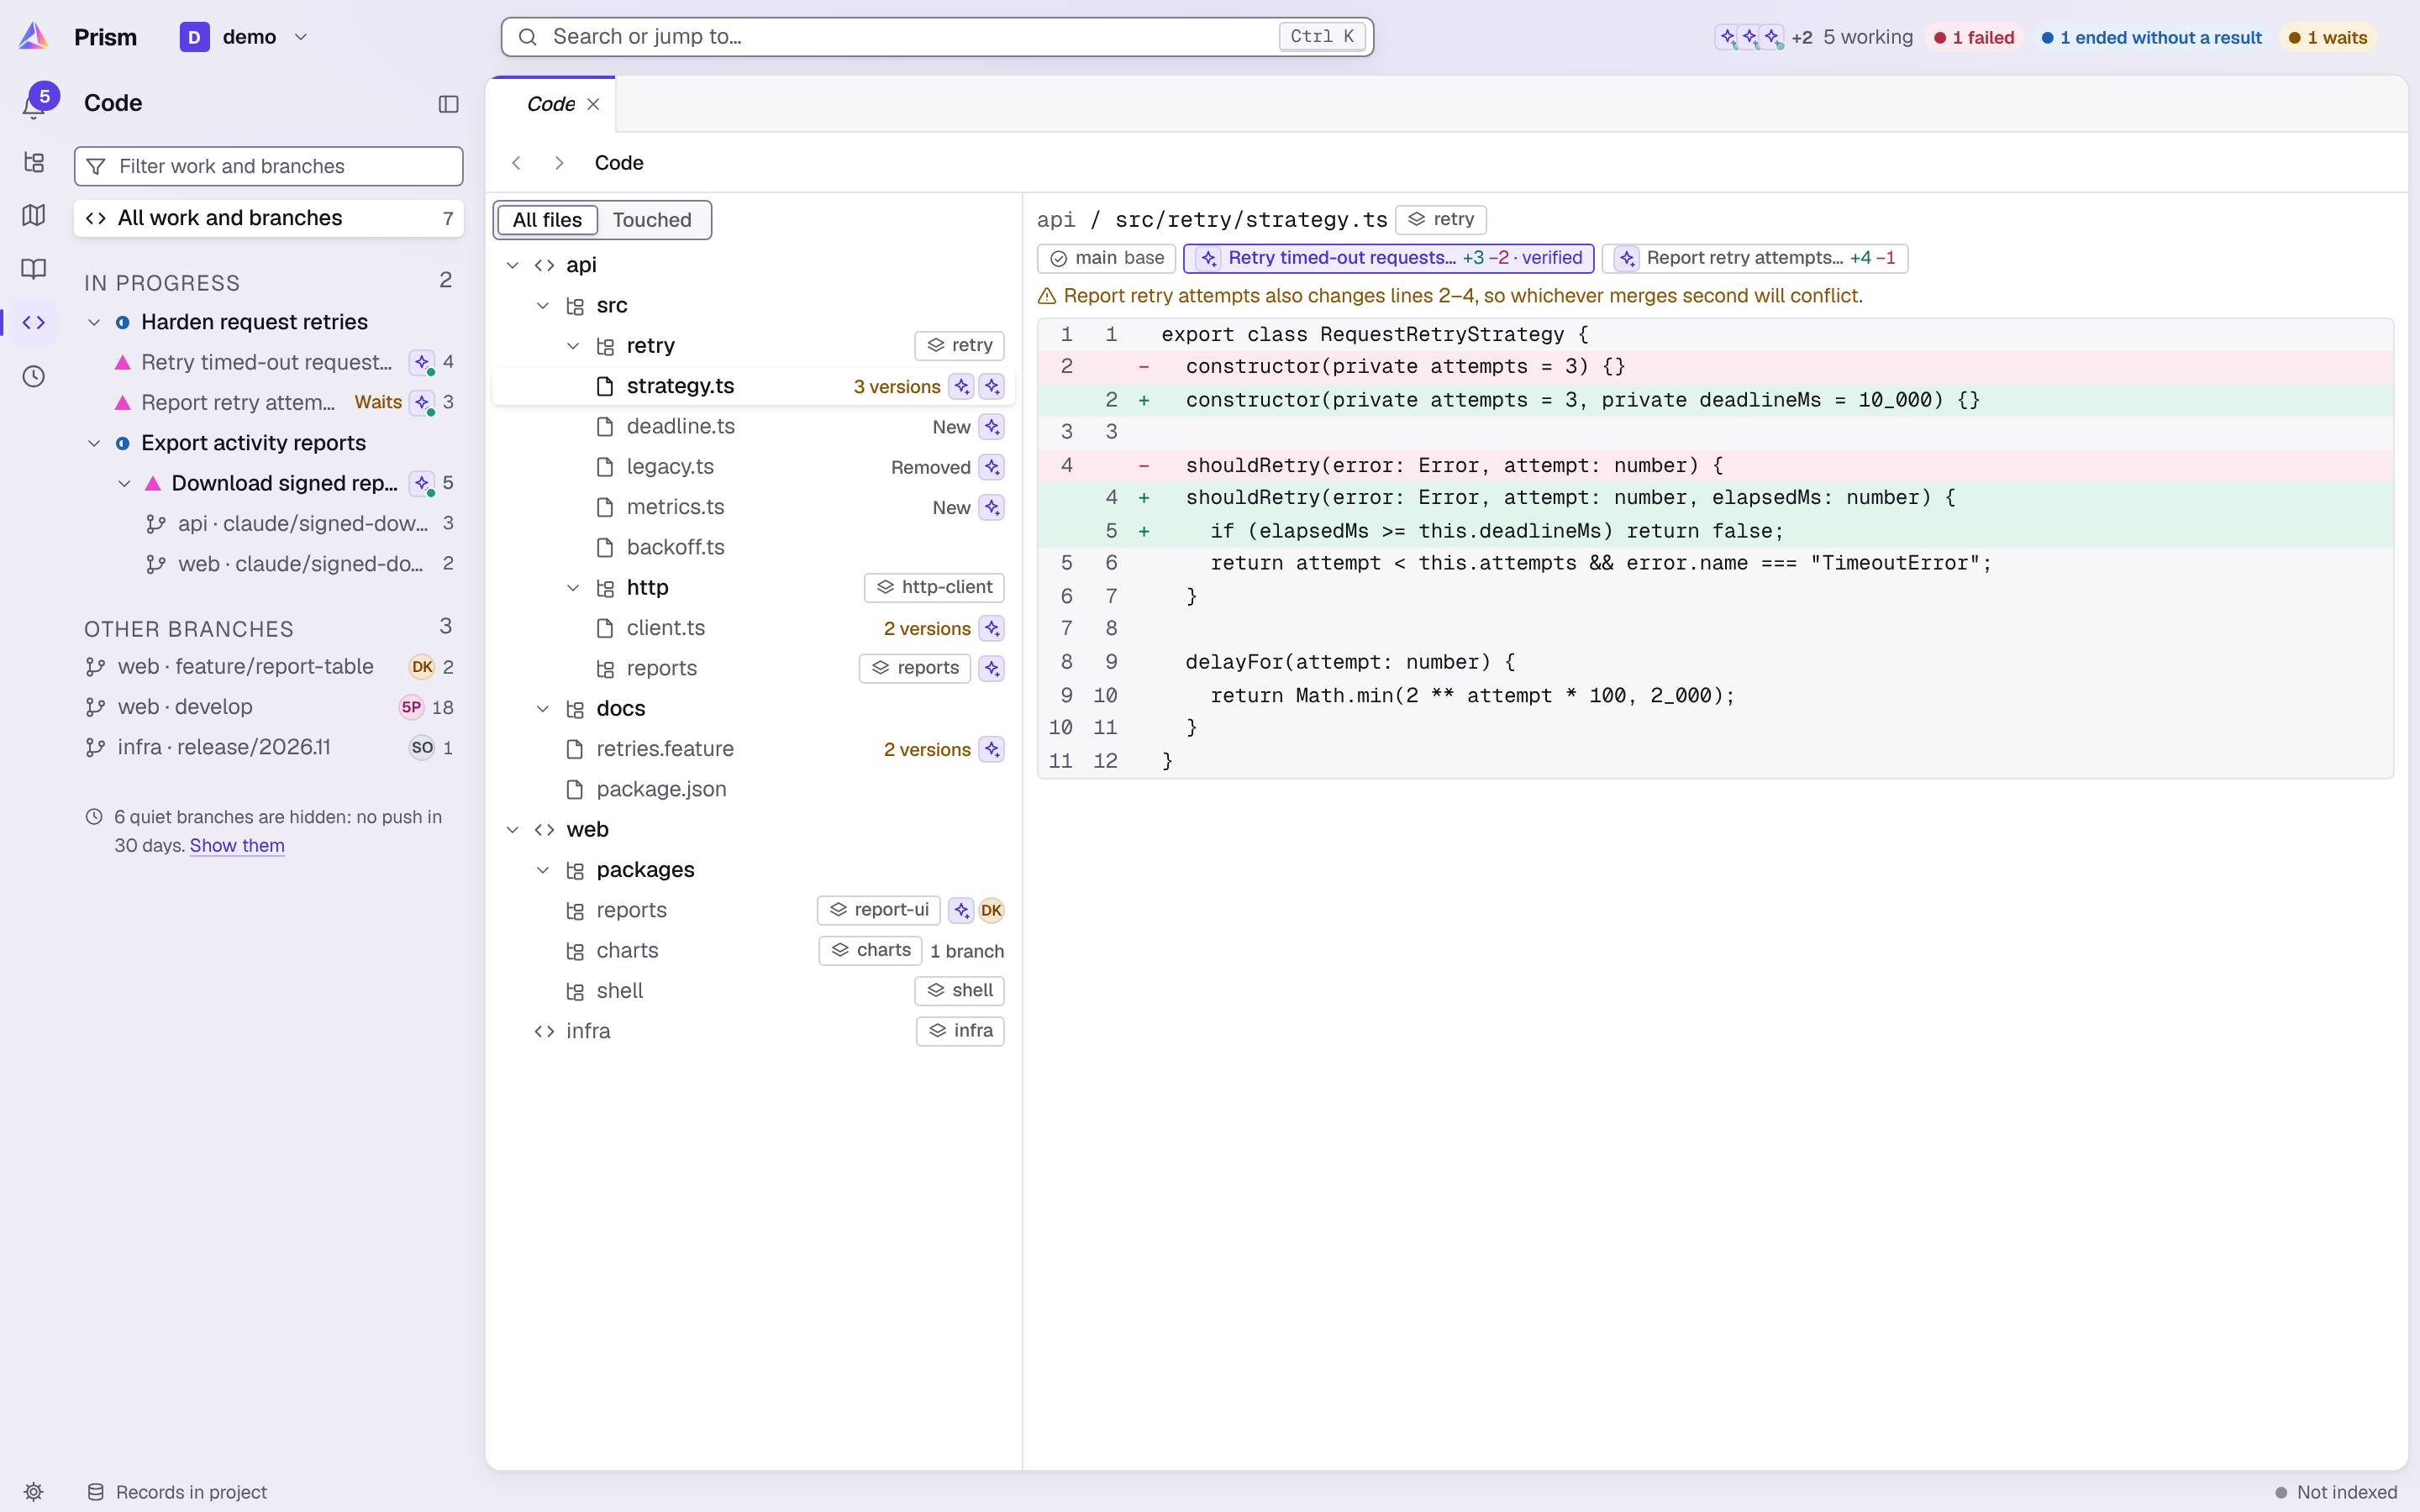 Prism
D demo
Search or jump to...
Ctrl K
+2 5 working
1 failed
1 ended without a result
1 waits
5
Code
Filter work and branches
All work and branches 7
IN PROGRESS 2
Harden request retries
Retry timed-out request... 4
Report retry attem... Waits 3
Export activity reports
Download signed rep... 5
api · claude/signed-dow... 3
web · claude/signed-do... 2
OTHER BRANCHES 3
web · feature/report-table DK 2
web · develop 5P 18
infra · release/2026.11 SO 1
6 quiet branches are hidden: no push in
30 days. Show them
Records in project
Code
Code
All files Touched
api
src
retry retry
strategy.ts 3 versions
deadline.ts New
legacy.ts Removed
metrics.ts New
backoff.ts
http http-client
client.ts 2 versions
reports reports
docs
retries.feature 2 versions
package.json
web
packages
reports report-ui DK
charts charts 1 branch
shell shell
infra infra
api / src/retry/strategy.ts retry
main base
Retry timed-out requests... +3 −2 · verified
Report retry attempts... +4 −1
Report retry attempts also changes lines 2–4, so whichever merges second will conflict.
1 1 export class RequestRetryStrategy {
2 − constructor(private attempts = 3) {}
2 + constructor(private attempts = 3, private deadlineMs = 10_000) {}
3 3
4 − shouldRetry(error: Error, attempt: number) {
4 + shouldRetry(error: Error, attempt: number, elapsedMs: number) {
5 + if (elapsedMs >= this.deadlineMs) return false;
5 6 return attempt < this.attempts && error.name === "TimeoutError";
6 7 }
7 8
8 9 delayFor(attempt: number) {
9 10 return Math.min(2 ** attempt * 100, 2_000);
10 11 }
11 12 }
Not indexed